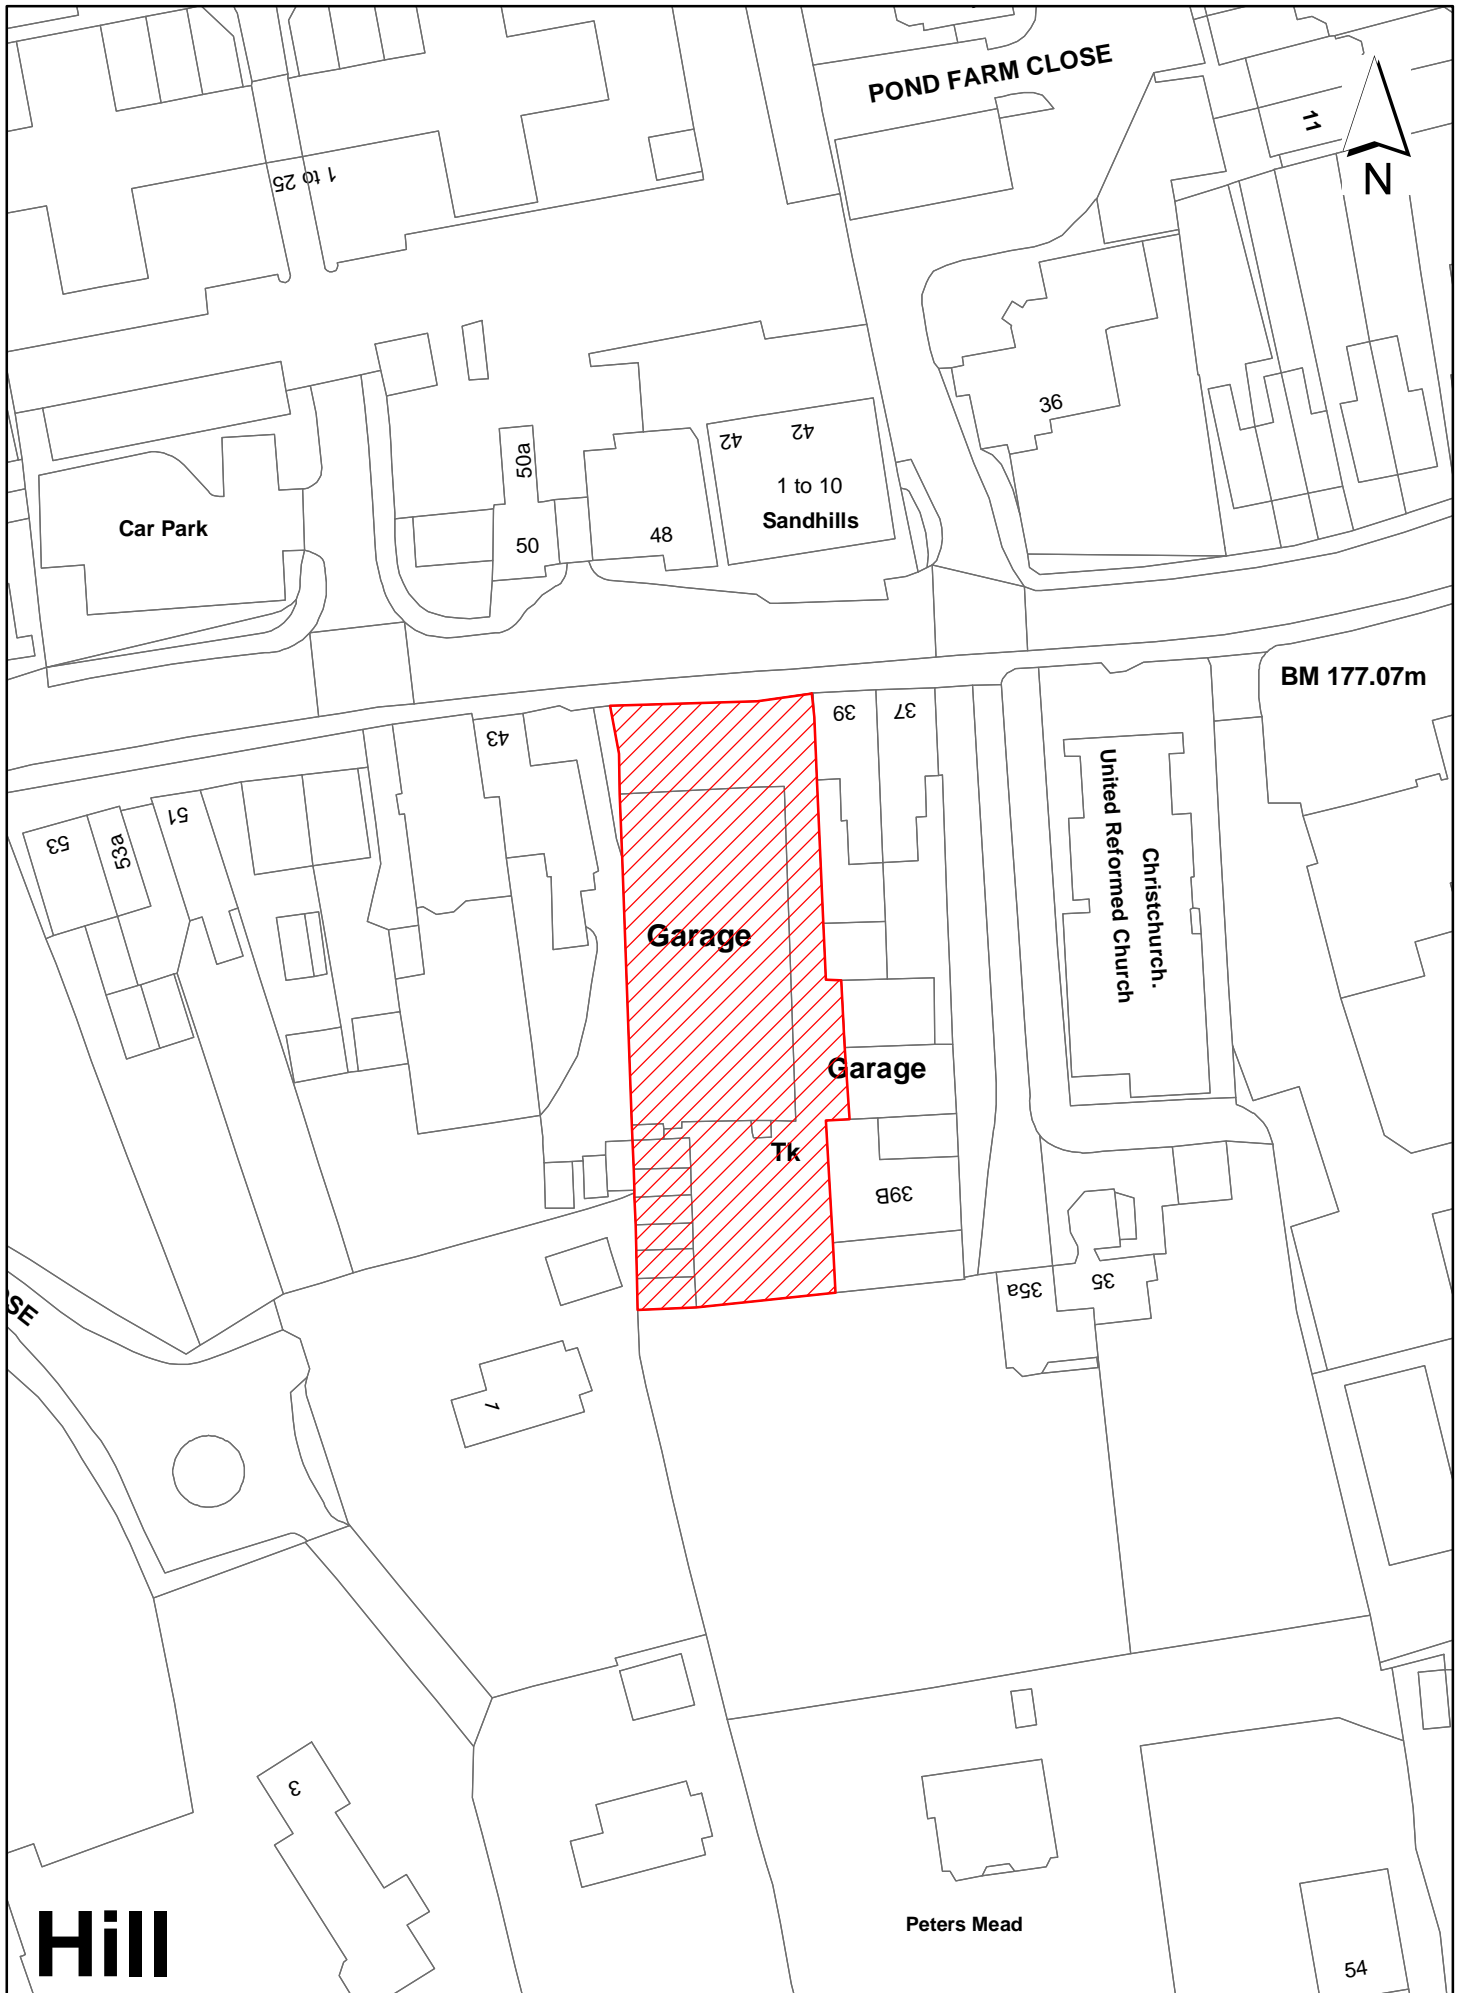 POND FARM CLOSE
11
N
1 to 25
36
42
42
50a
1 to 10
Sandhills
Car Park
50
48
BM 177.07m
39
37
43
51
53
53a
United Reformed Church
Christchurch.
Garage
Garage
Tk
39B
35a
35
SE
7
3
Hill
Peters Mead
54